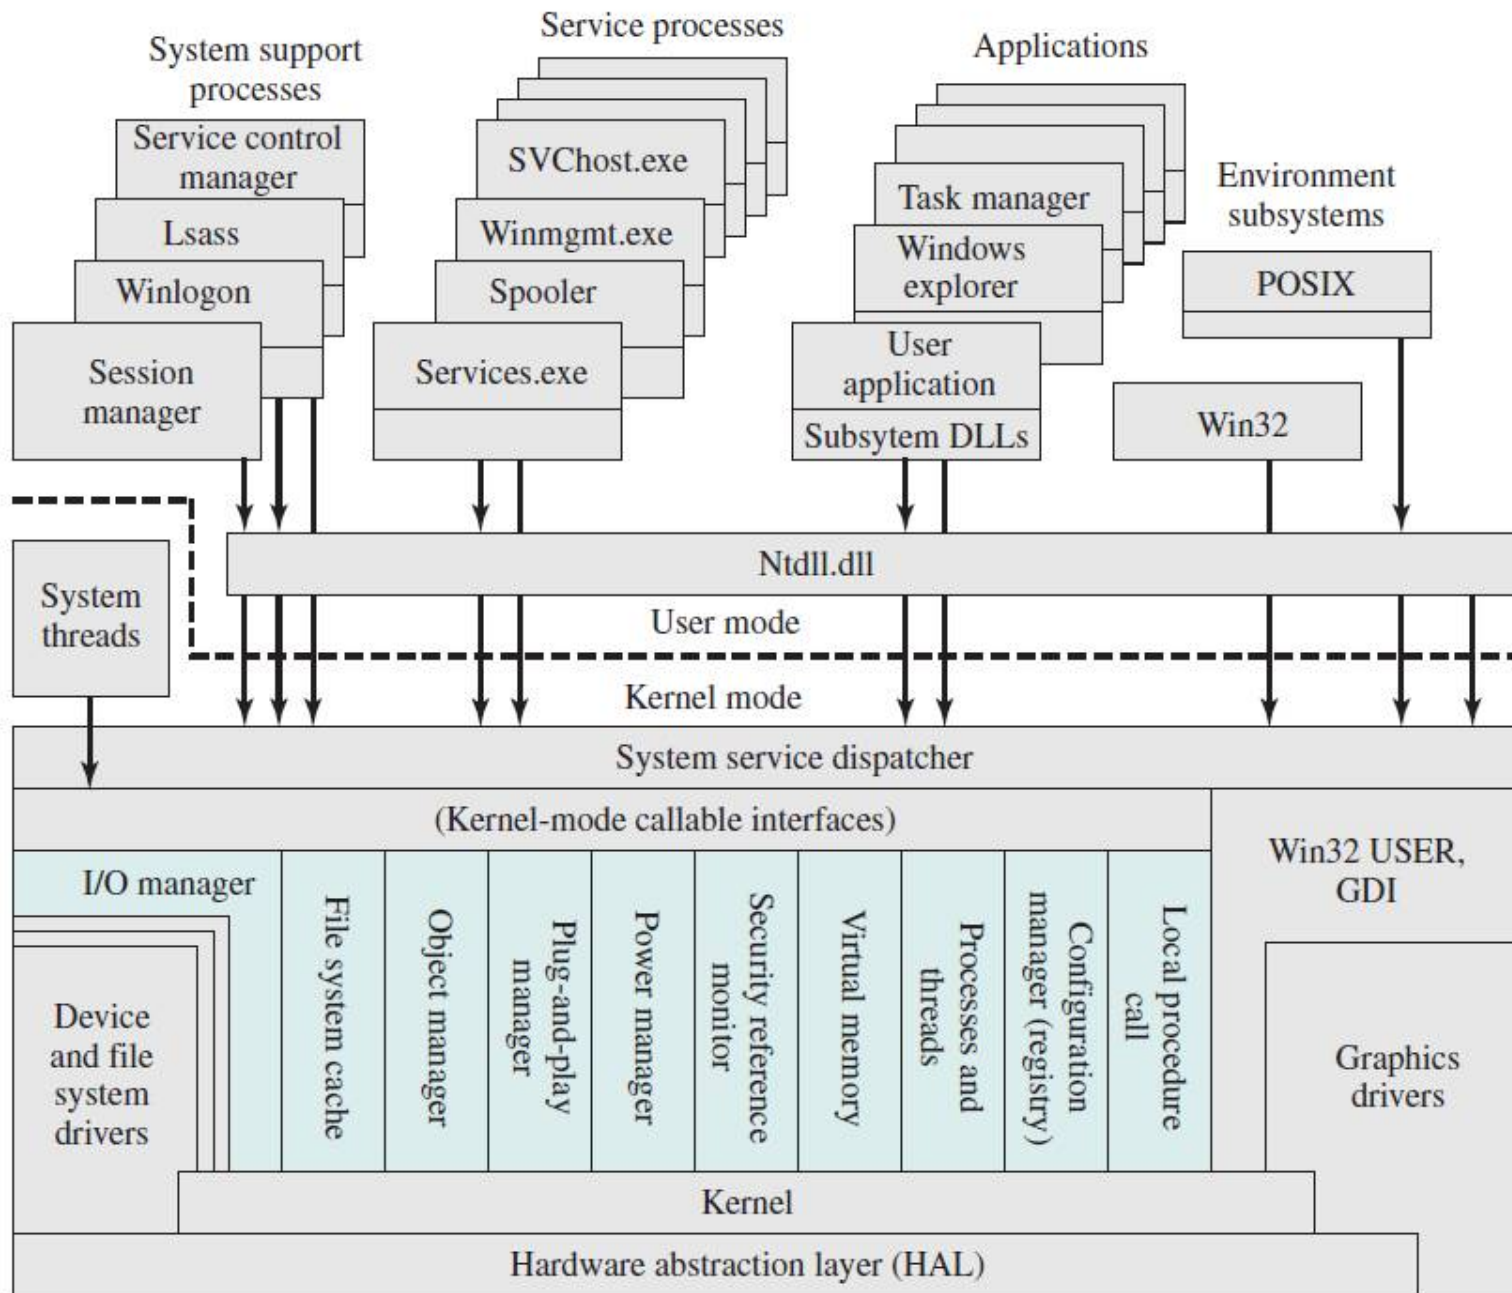 System support
processes
Service processes
Applications
Environment
subsystems
Service control
manager
Lsass
Winlogon
Session
manager
SVChost.exe
Winmgmt.exe
Spooler
Services.exe
Task manager
Windows
explorer
User
application
Subsytem DLLs
POSIX
Win32
Ntdll.dll
System
threads
User mode
Kernel mode
System service dispatcher
(Kernel-mode callable interfaces)
Win32 USER,
GDI
I/O manager
Device
and file
system
drivers
File system cache
Object manager
Plug-and-play
manager
Power manager
Security reference
monitor
Virtual memory
Processes and
threads
Configuration
manager (registry)
Local procedure
call
Graphics
drivers
Kernel
Hardware abstraction layer (HAL)